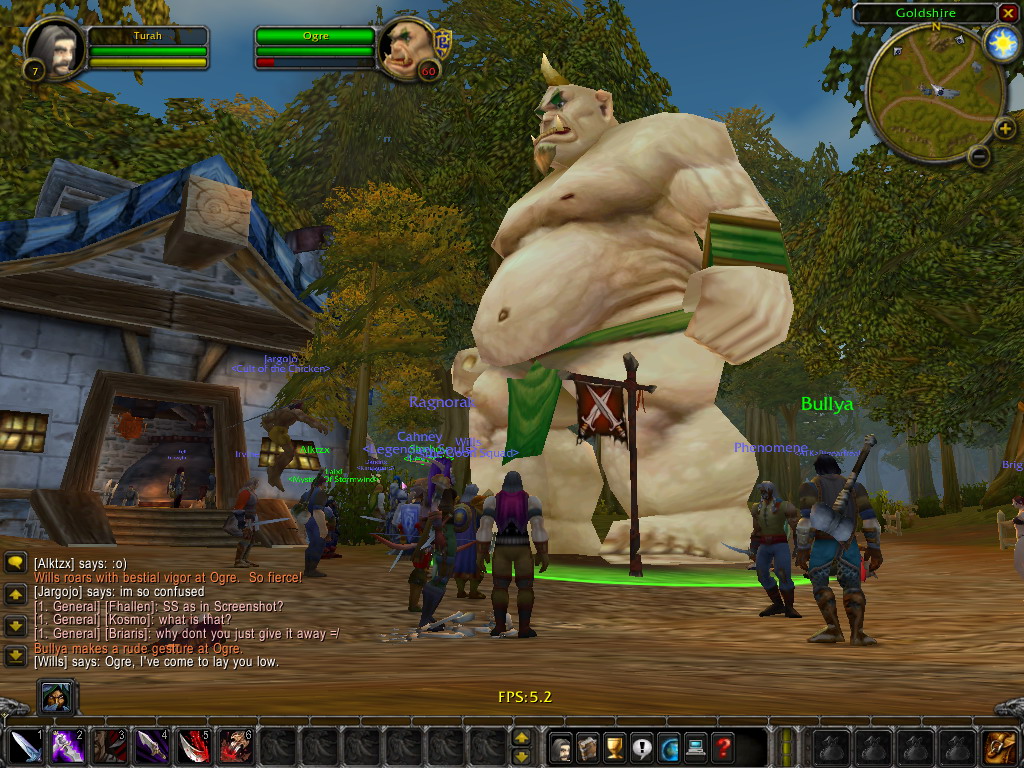 Turah
7
Ogre
60
Goldshire
N
Jargojo
<Cult of the Chicken>
Ragnorak
Cahney
Wills
Alktzx
Bullya
Phenomene
[Alktzx] says: :o)
Wills roars with bestial vigor at Ogre. So fierce!
[Jargojo] says: im so confused
[1. General] [Fhallen]: SS as in Screenshot?
[1. General] [Kosmo]: what is that?
[1. General] [Briaris]: why dont you just give it away =/
Bullya makes a rude gesture at Ogre.
[Wills] says: Ogre, I've come to lay you low.
FPS:5.2
1 2 3 4 5 6